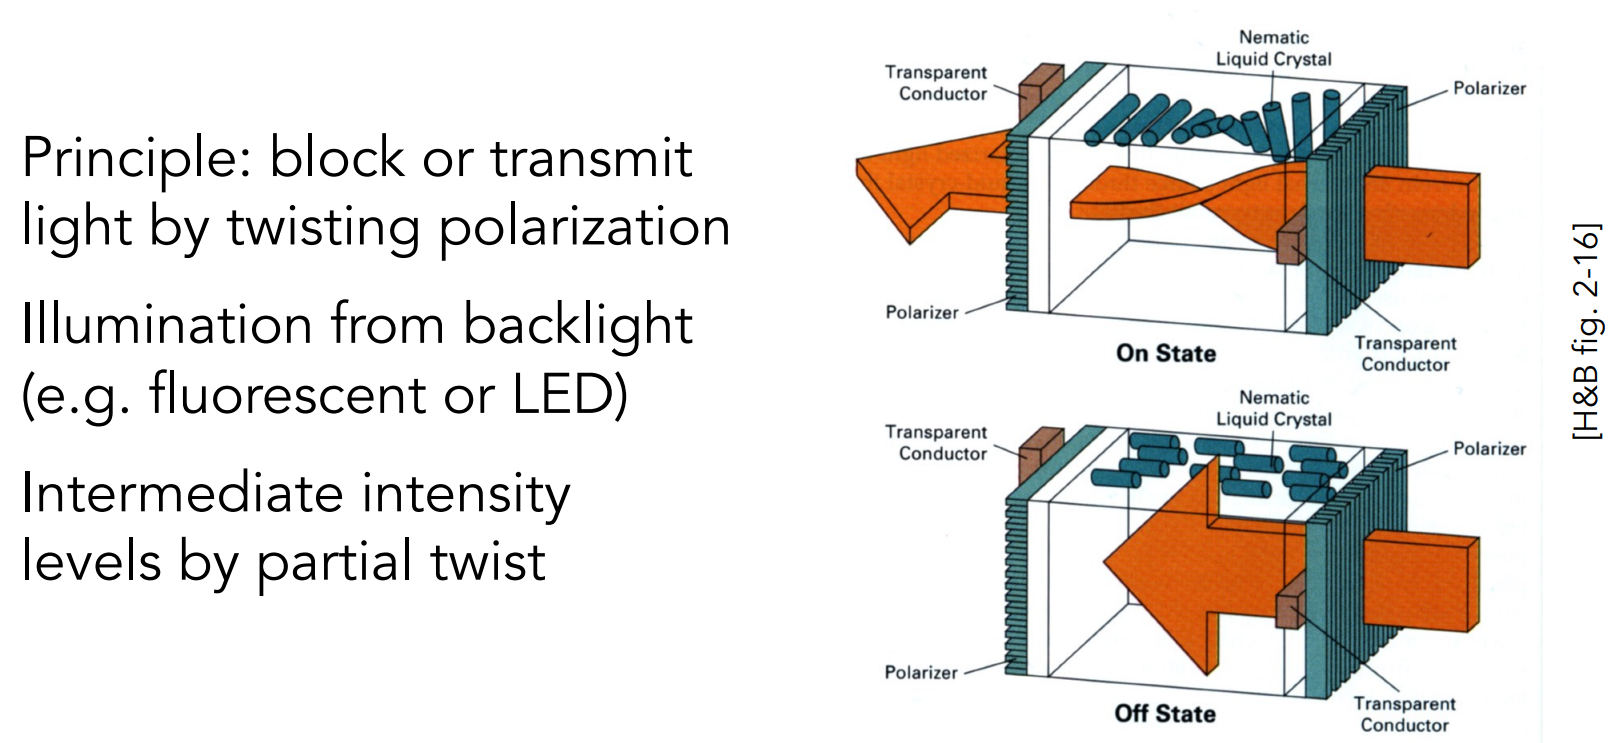 Principle: block or transmit
light by twisting polarization
Illumination from backlight
(e.g. fluorescent or LED)
Intermediate intensity
levels by partial twist
Nematic
Liquid Crystal
Transparent
Conductor
Polarizer
Polarizer
Transparent
Conductor
On State
Nematic
Liquid Crystal
Transparent
Conductor
Polarizer
Polarizer
Transparent
Conductor
Off State
[H&B fig. 2-16]